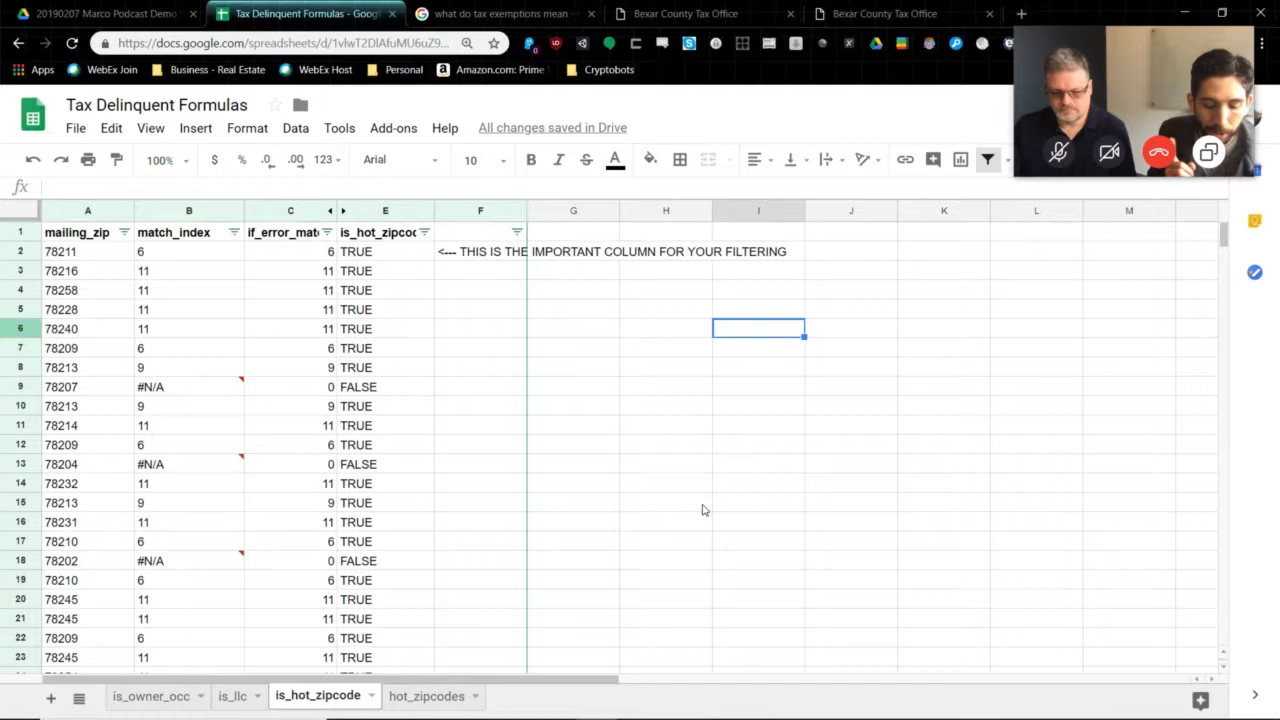 20190207 Marco Podcast Demo
Tax Delinquent Formulas - Goog
what do tax exemptions mean -
Bexar County Tax Office
Bexar County Tax Office
Apps
WebEx Join
Business - Real Estate
WebEx Host
Personal
Amazon.com: Prime
Cryptobots
Tax Delinquent Formulas
File Edit View Insert Format Data Tools Add-ons Help All changes saved in Drive
100% $ % .0 .00 123 Arial 10 B I S A
fx
A B C E F G H I J K L M
1 mailing_zip match_index if_error_mat is_hot_zipcod
2 78211 6 6 TRUE <--- THIS IS THE IMPORTANT COLUMN FOR YOUR FILTERING
3 78216 11 11 TRUE
4 78258 11 11 TRUE
5 78228 11 11 TRUE
6 78240 11 11 TRUE
7 78209 6 6 TRUE
8 78213 9 9 TRUE
9 78207 #N/A 0 FALSE
10 78213 9 9 TRUE
11 78214 11 11 TRUE
12 78209 6 6 TRUE
13 78204 #N/A 0 FALSE
14 78232 11 11 TRUE
15 78213 9 9 TRUE
16 78231 11 11 TRUE
17 78210 6 6 TRUE
18 78202 #N/A 0 FALSE
19 78210 6 6 TRUE
20 78245 11 11 TRUE
21 78245 11 11 TRUE
22 78209 6 6 TRUE
23 78245 11 11 TRUE
is_owner_occ is_llc is_hot_zipcode hot_zipcodes